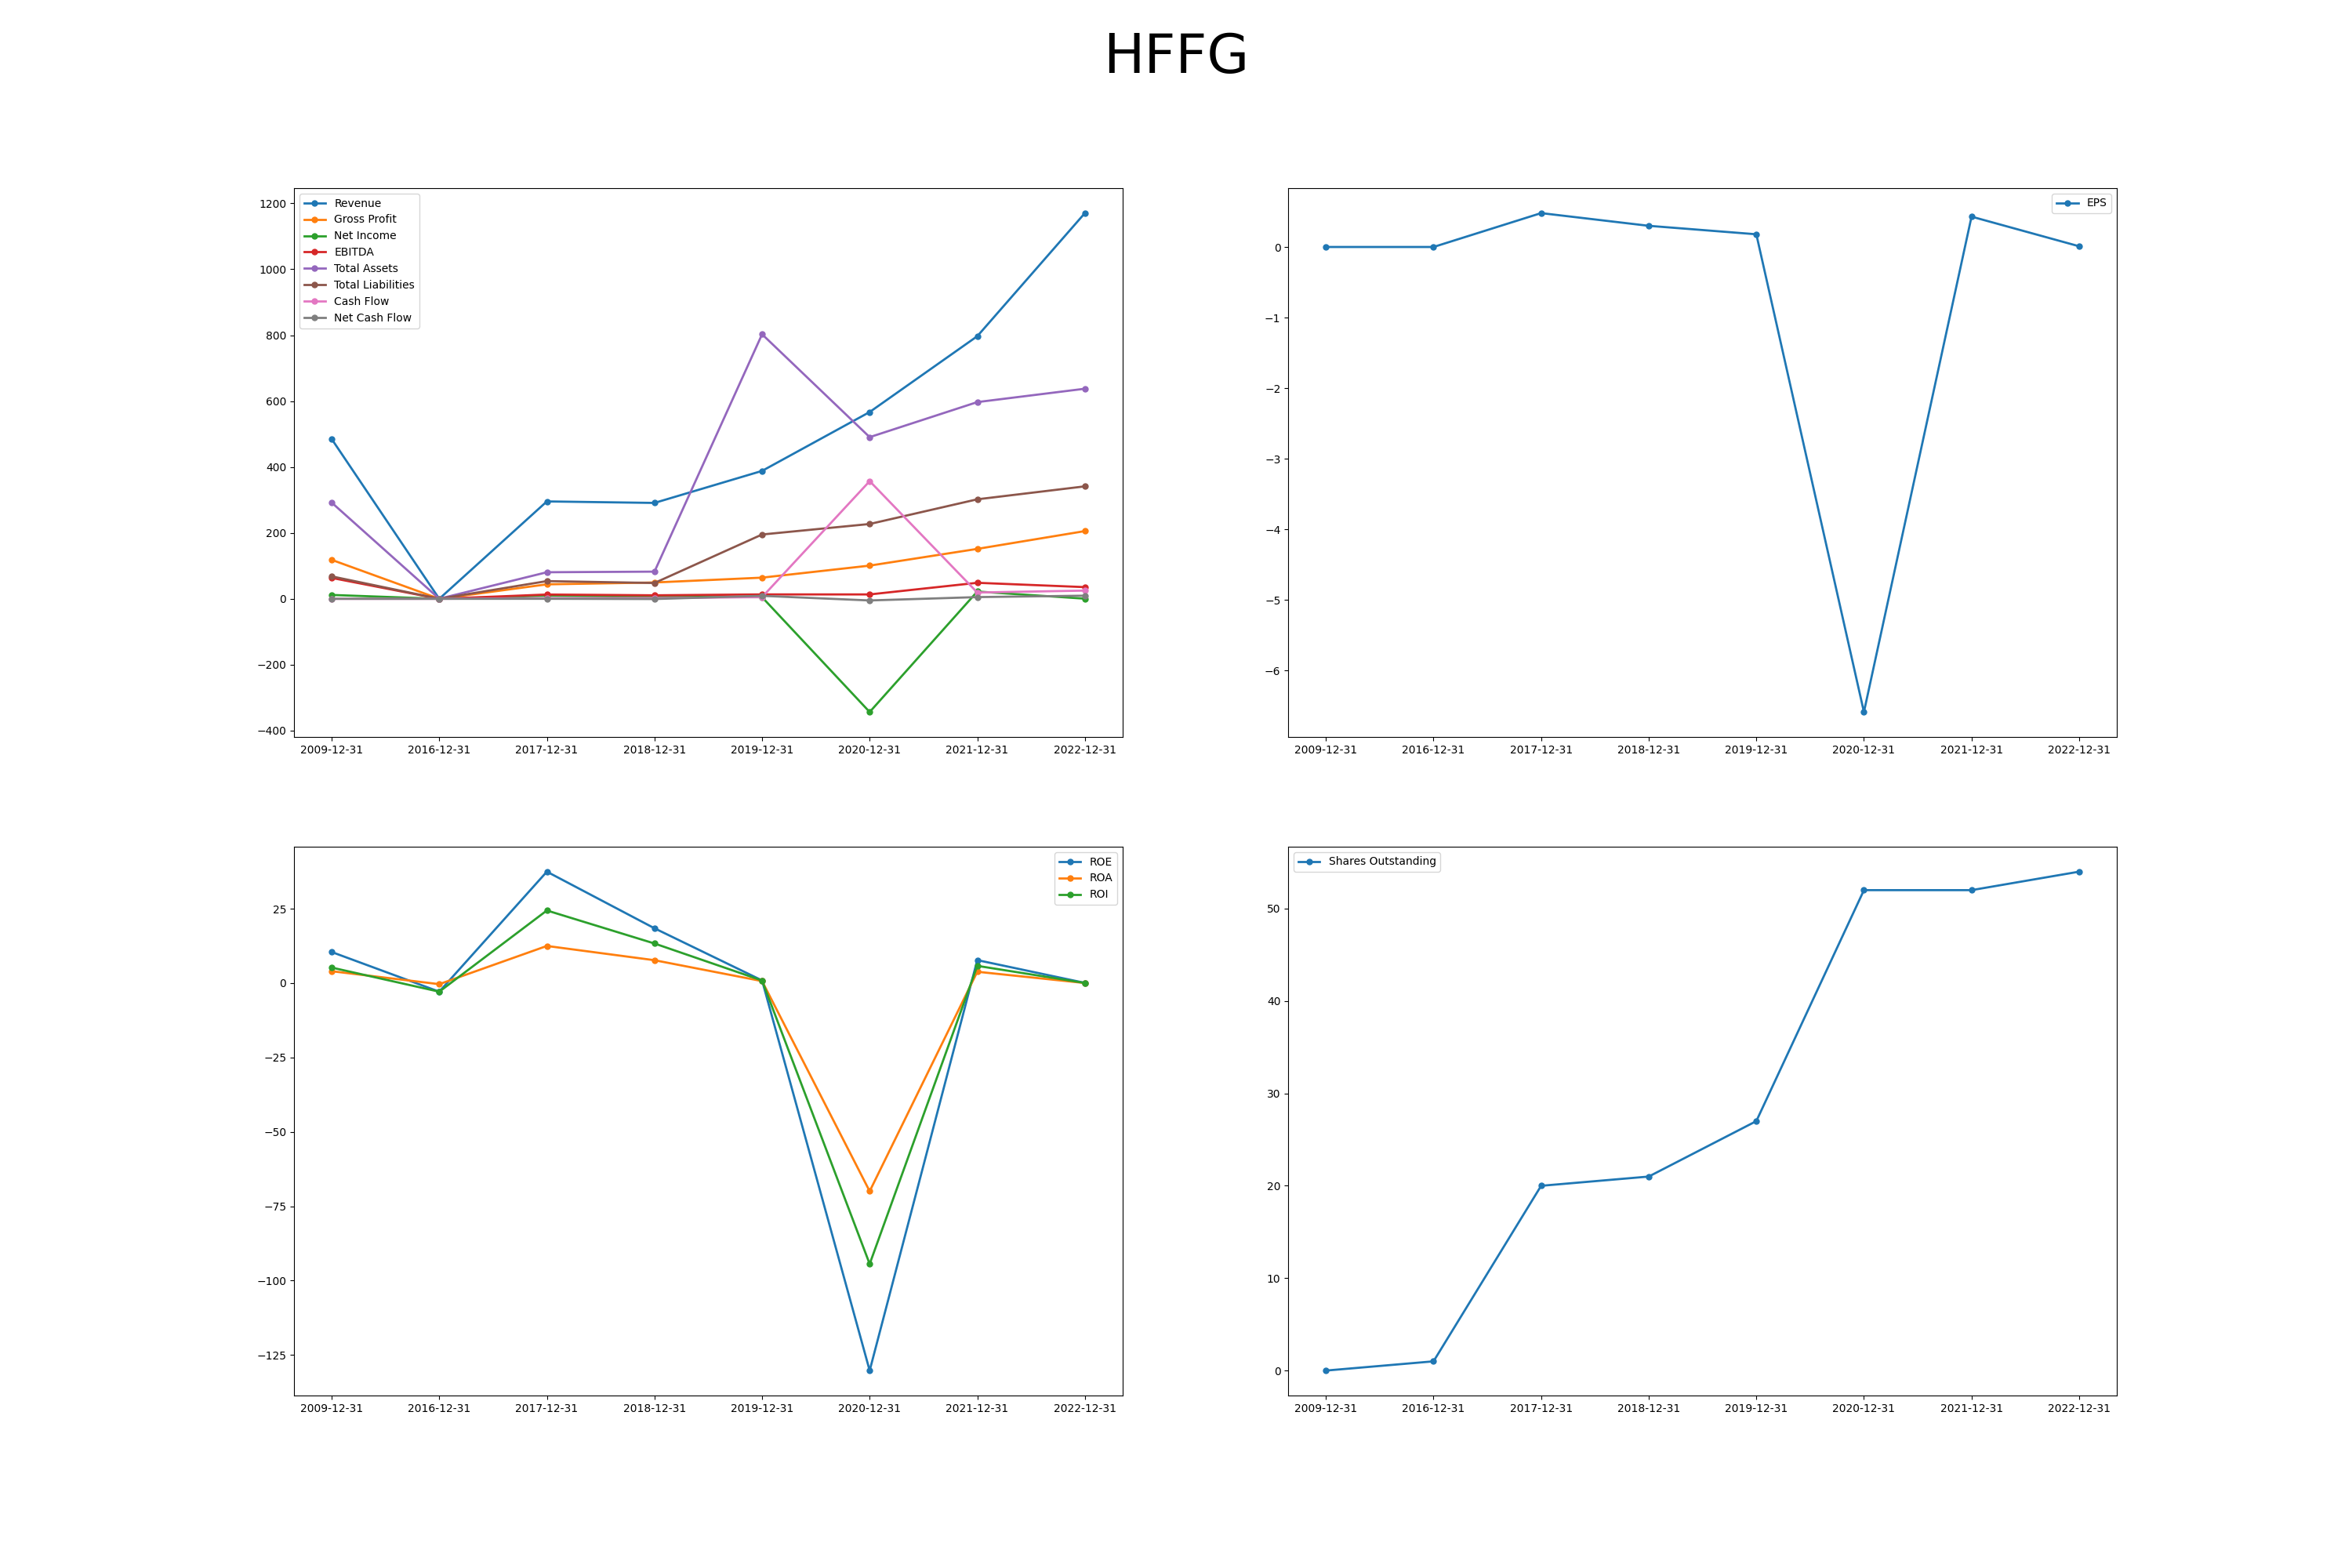 HFFG
1200
1000
800
600
400
200
0
−200
−400
Revenue
Gross Profit
Net Income
EBITDA
Total Assets
Total Liabilities
Cash Flow
Net Cash Flow
2009-12-31 2016-12-31 2017-12-31 2018-12-31 2019-12-31 2020-12-31 2021-12-31 2022-12-31
0
−1
−2
−3
−4
−5
−6
EPS
2009-12-31 2016-12-31 2017-12-31 2018-12-31 2019-12-31 2020-12-31 2021-12-31 2022-12-31
25
0
−25
−50
−75
−100
−125
ROE
ROA
ROI
2009-12-31 2016-12-31 2017-12-31 2018-12-31 2019-12-31 2020-12-31 2021-12-31 2022-12-31
50
40
30
20
10
0
Shares Outstanding
2009-12-31 2016-12-31 2017-12-31 2018-12-31 2019-12-31 2020-12-31 2021-12-31 2022-12-31